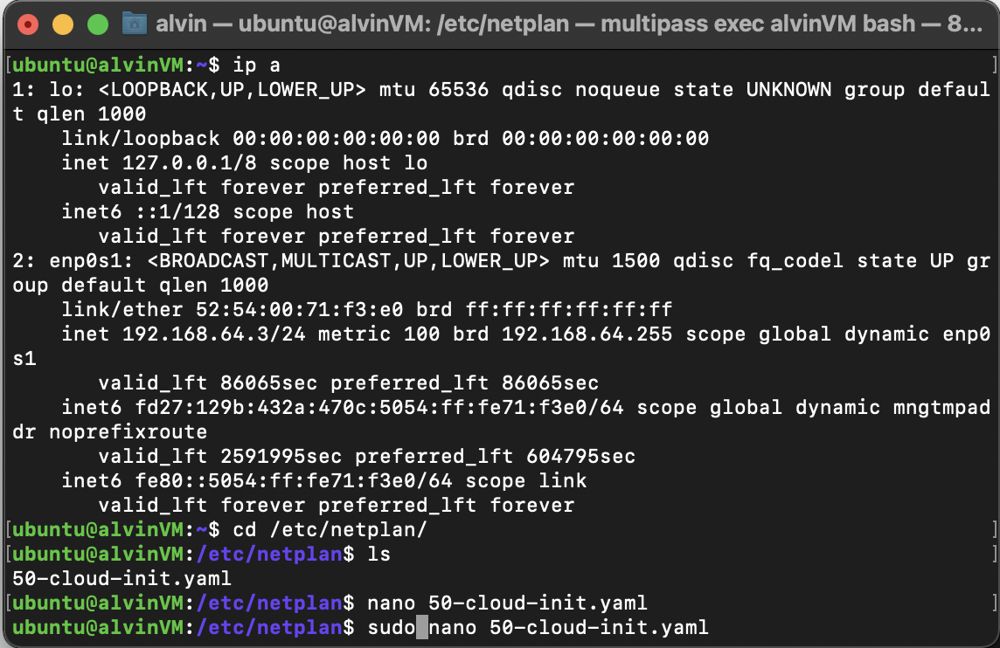 alvin — ubuntu@alvinVM: /etc/netplan — multipass exec alvinVM bash — 8...
[ubuntu@alvinVM:~$ ip a ]
1: lo: <LOOPBACK,UP,LOWER_UP> mtu 65536 qdisc noqueue state UNKNOWN group defaul
t qlen 1000
    link/loopback 00:00:00:00:00:00 brd 00:00:00:00:00:00
    inet 127.0.0.1/8 scope host lo
       valid_lft forever preferred_lft forever
    inet6 ::1/128 scope host
       valid_lft forever preferred_lft forever
2: enp0s1: <BROADCAST,MULTICAST,UP,LOWER_UP> mtu 1500 qdisc fq_codel state UP gr
oup default qlen 1000
    link/ether 52:54:00:71:f3:e0 brd ff:ff:ff:ff:ff:ff
    inet 192.168.64.3/24 metric 100 brd 192.168.64.255 scope global dynamic enp0
s1
       valid_lft 86065sec preferred_lft 86065sec
    inet6 fd27:129b:432a:470c:5054:ff:fe71:f3e0/64 scope global dynamic mngtmpad
dr noprefixroute
       valid_lft 2591995sec preferred_lft 604795sec
    inet6 fe80::5054:ff:fe71:f3e0/64 scope link
       valid_lft forever preferred_lft forever
[ubuntu@alvinVM:~$ cd /etc/netplan/ ]
[ubuntu@alvinVM:/etc/netplan$ ls ]
50-cloud-init.yaml
[ubuntu@alvinVM:/etc/netplan$ nano 50-cloud-init.yaml ]
ubuntu@alvinVM:/etc/netplan$ sudo nano 50-cloud-init.yaml